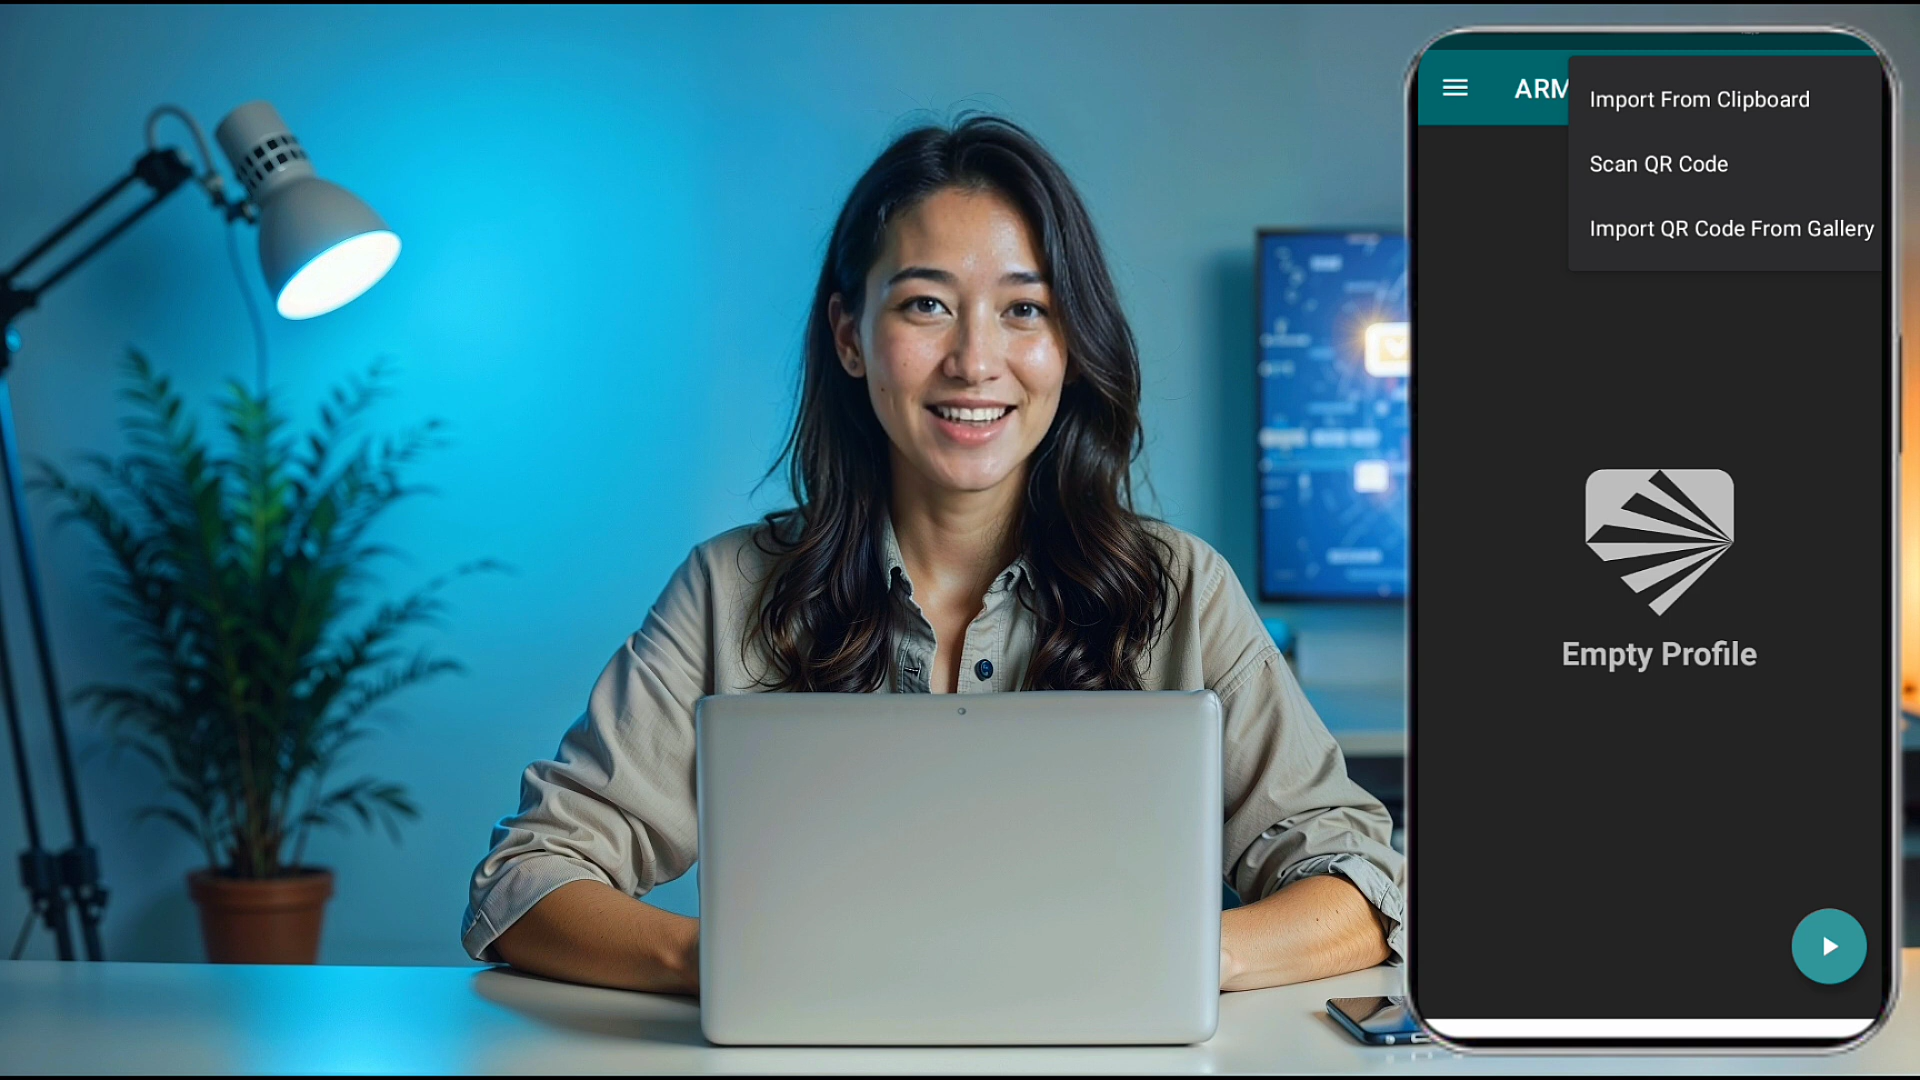 ARM
Import From Clipboard
Scan QR Code
Import QR Code From Gallery
Empty Profile